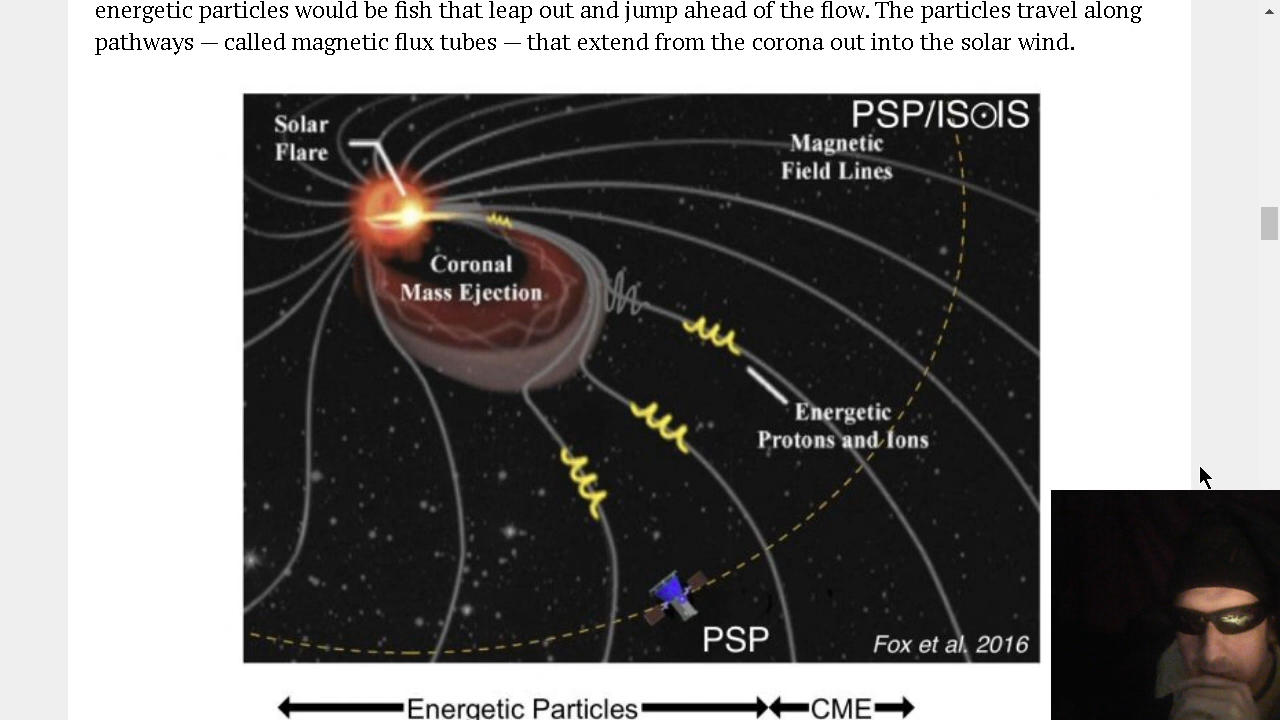 energetic particles would be fish that leap out and jump ahead of the flow. The particles travel along
pathways — called magnetic flux tubes — that extend from the corona out into the solar wind.
PSP/IS⊙IS
Solar
Flare
Magnetic
Field Lines
Coronal
Mass Ejection
Energetic
Protons and Ions
PSP
Fox et al. 2016
Energetic Particles
CME